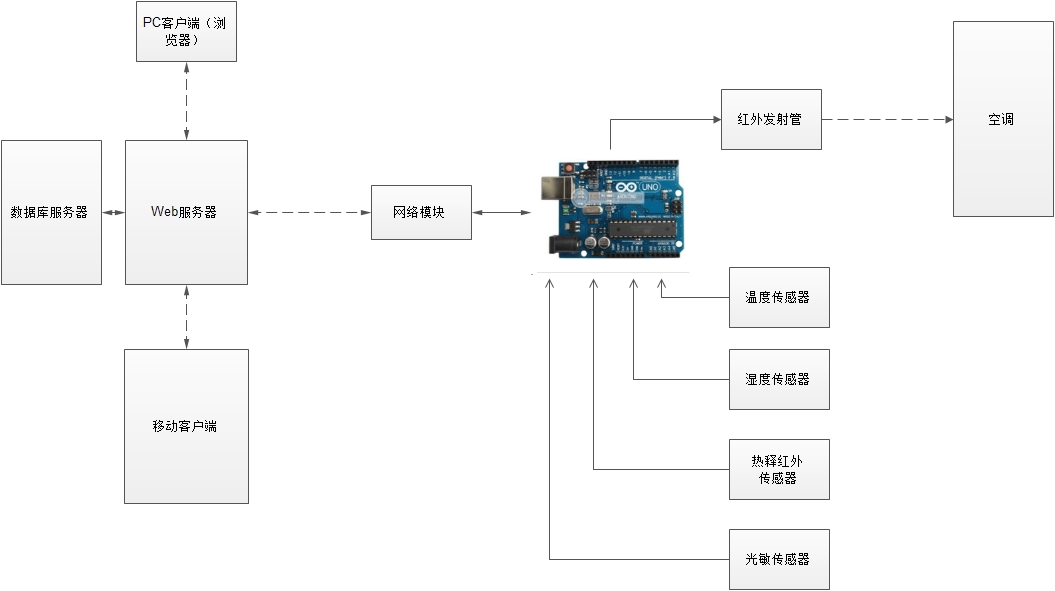 PC客户端（浏
览器）
红外发射管
空调
数据库服务器
Web服务器
网络模块
UNO
ARDUINO
温度传感器
湿度传感器
移动客户端
热释红外
传感器
光敏传感器